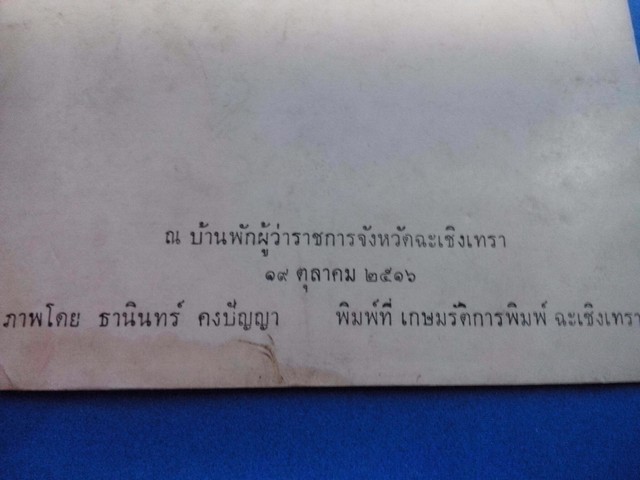 ณ บ้านพักผู้ว่าราชการจังหวัดฉะเชิงเทรา
๑๙ ตุลาคม ๒๕๑๖
ภาพโดย ธานินทร์ คงปัญญา พิมพ์ที่ เกษมรัติการพิมพ์ ฉะเชิงเทรา